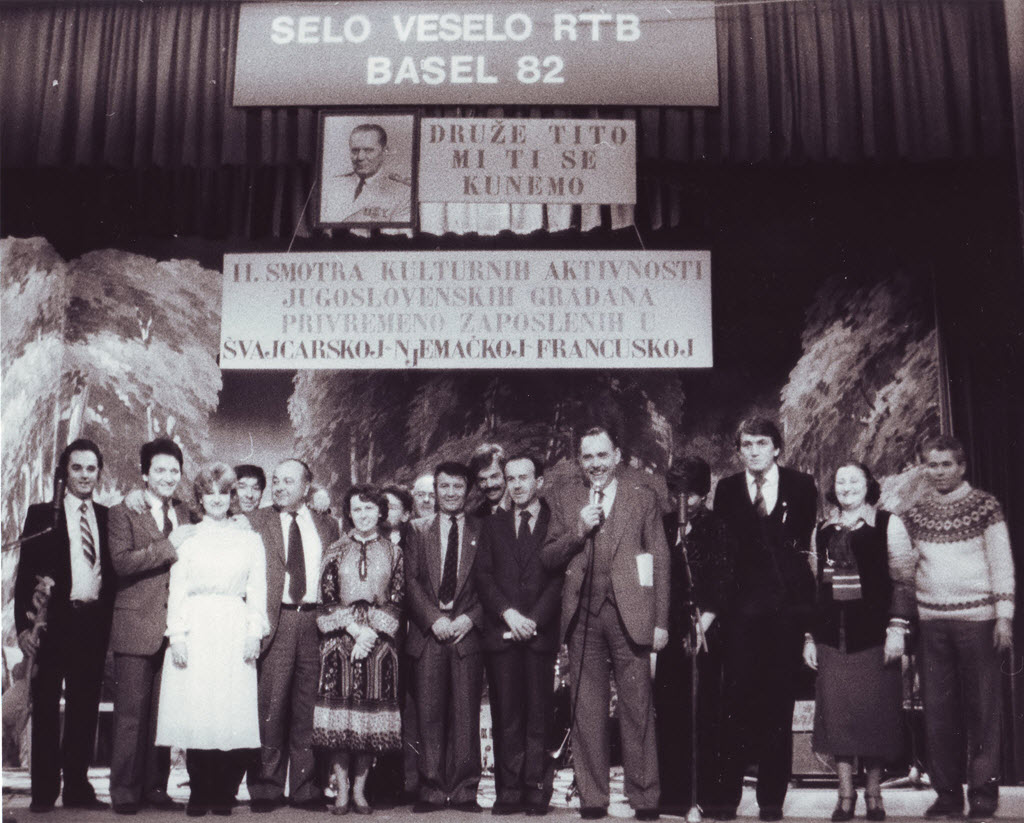 SELO VESELO RTB
BASEL 82
DRUŽE TITO
MI TI SE
KUNEMO
II. SMOTRA KULTURNIH AKTIVNOSTI
JUGOSLOVENSKIH GRAĐANA
PRIVREMENO ZAPOSLENIH U
ŠVAJCARSKOJ-NJEMAČKOJ-FRANCUSKOJ